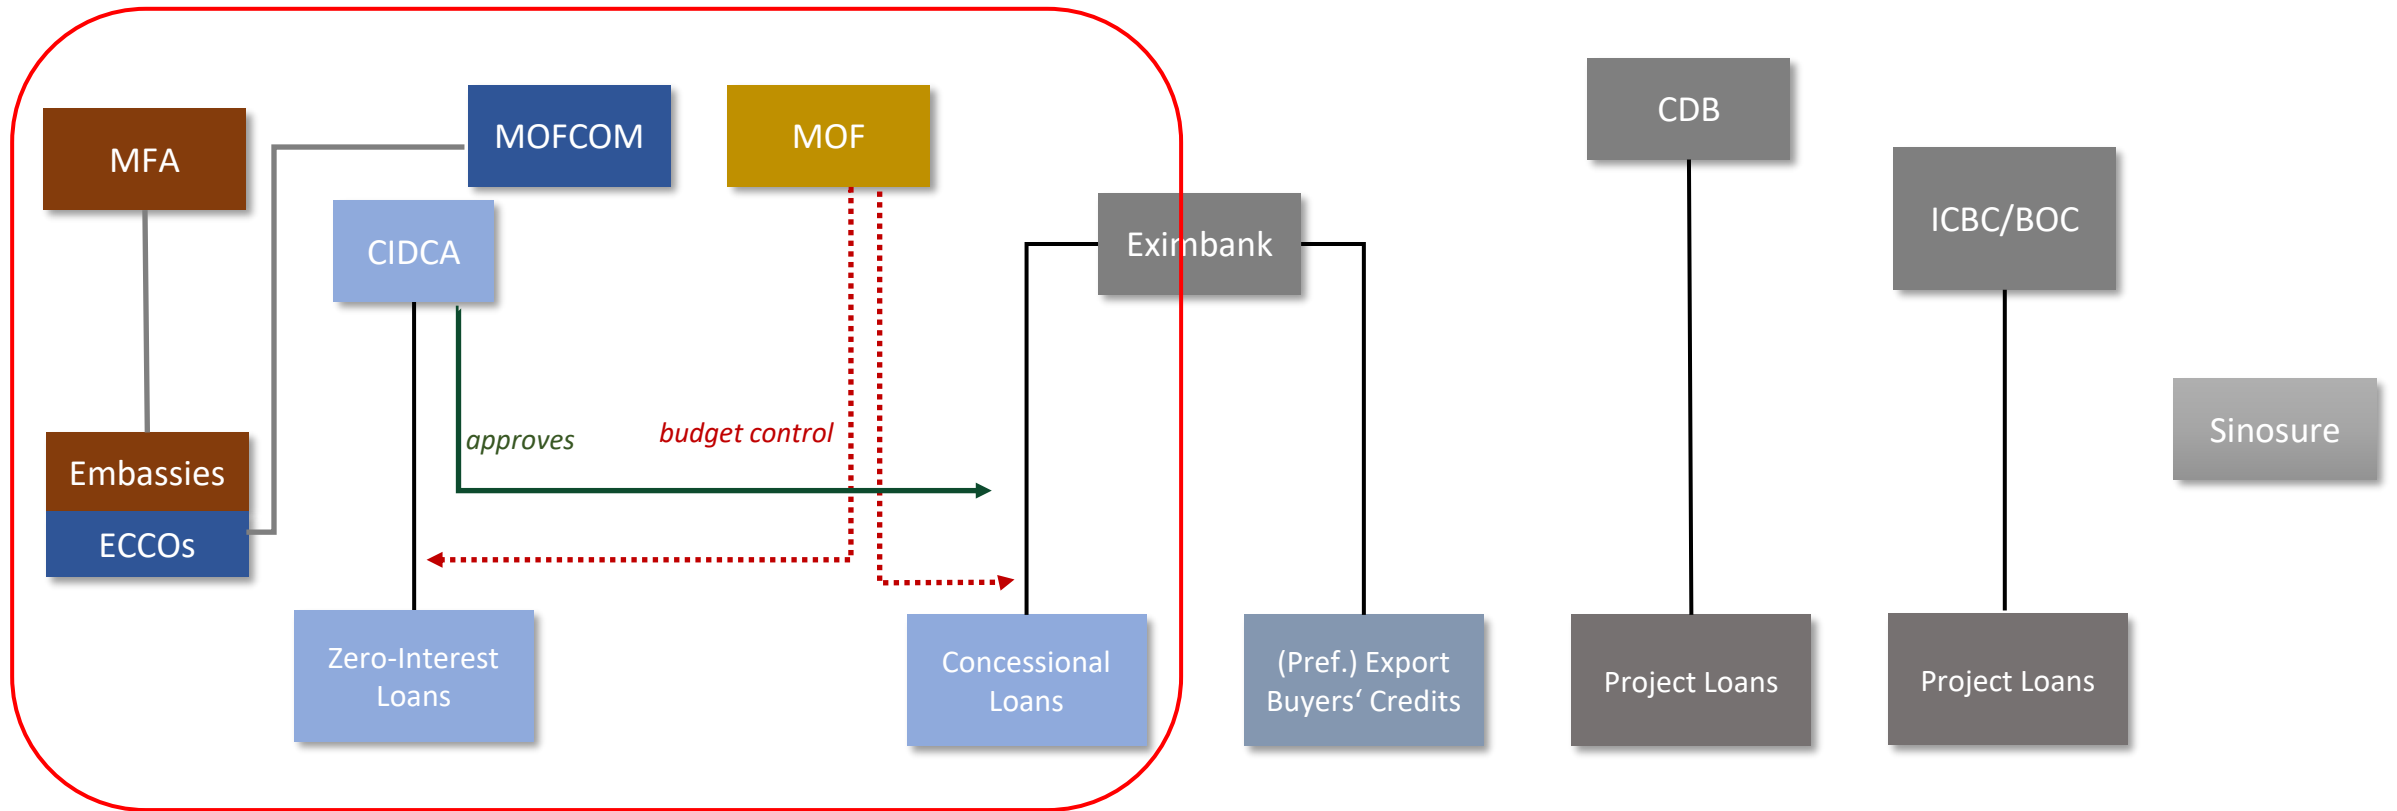 MFA
MOFCOM
MOF
CIDCA
Embassies
ECCOs
approves
budget control
Zero-Interest
Loans
Eximbank
Concessional
Loans
(Pref.) Export
Buyers‘ Credits
CDB
Project Loans
ICBC/BOC
Project Loans
Sinosure